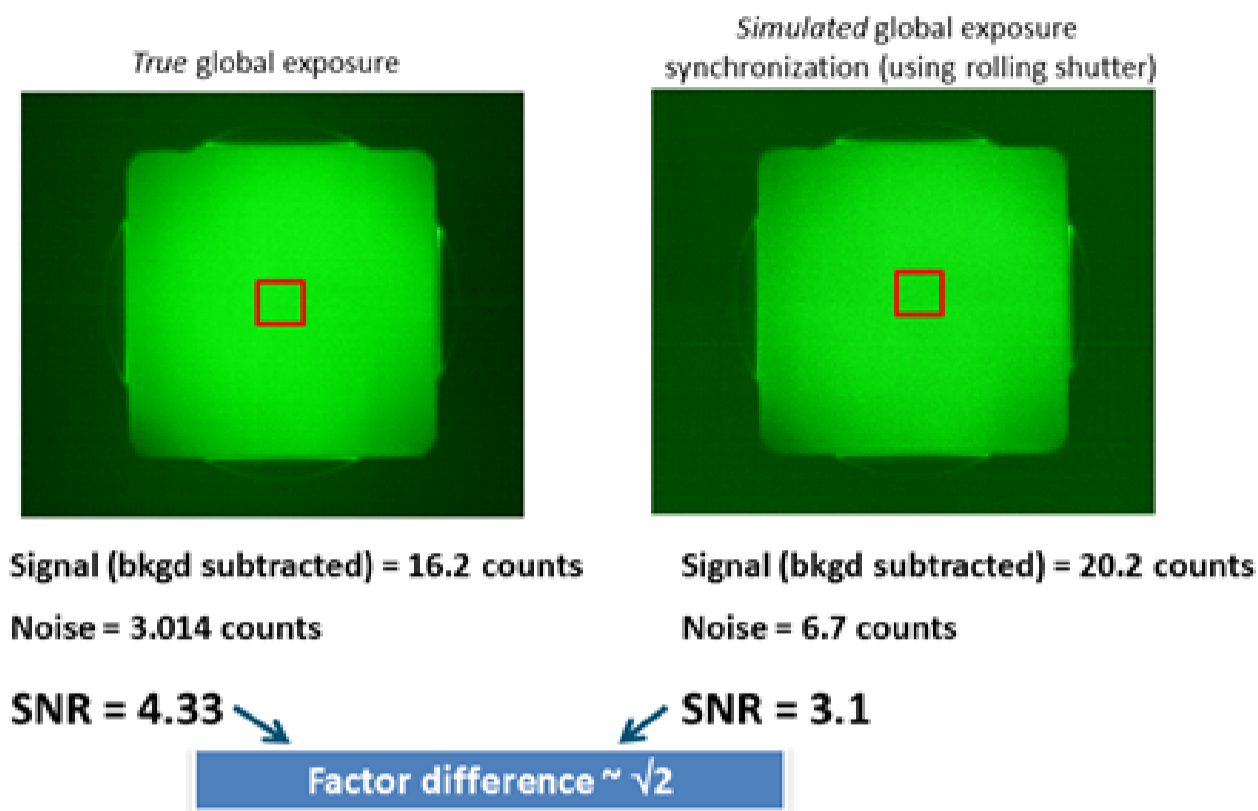 True global exposure
Simulated global exposure
synchronization (using rolling shutter)
Signal (bkgd subtracted) = 16.2 counts
Noise = 3.014 counts
SNR = 4.33
Signal (bkgd subtracted) = 20.2 counts
Noise = 6.7 counts
SNR = 3.1
Factor difference ~ √2